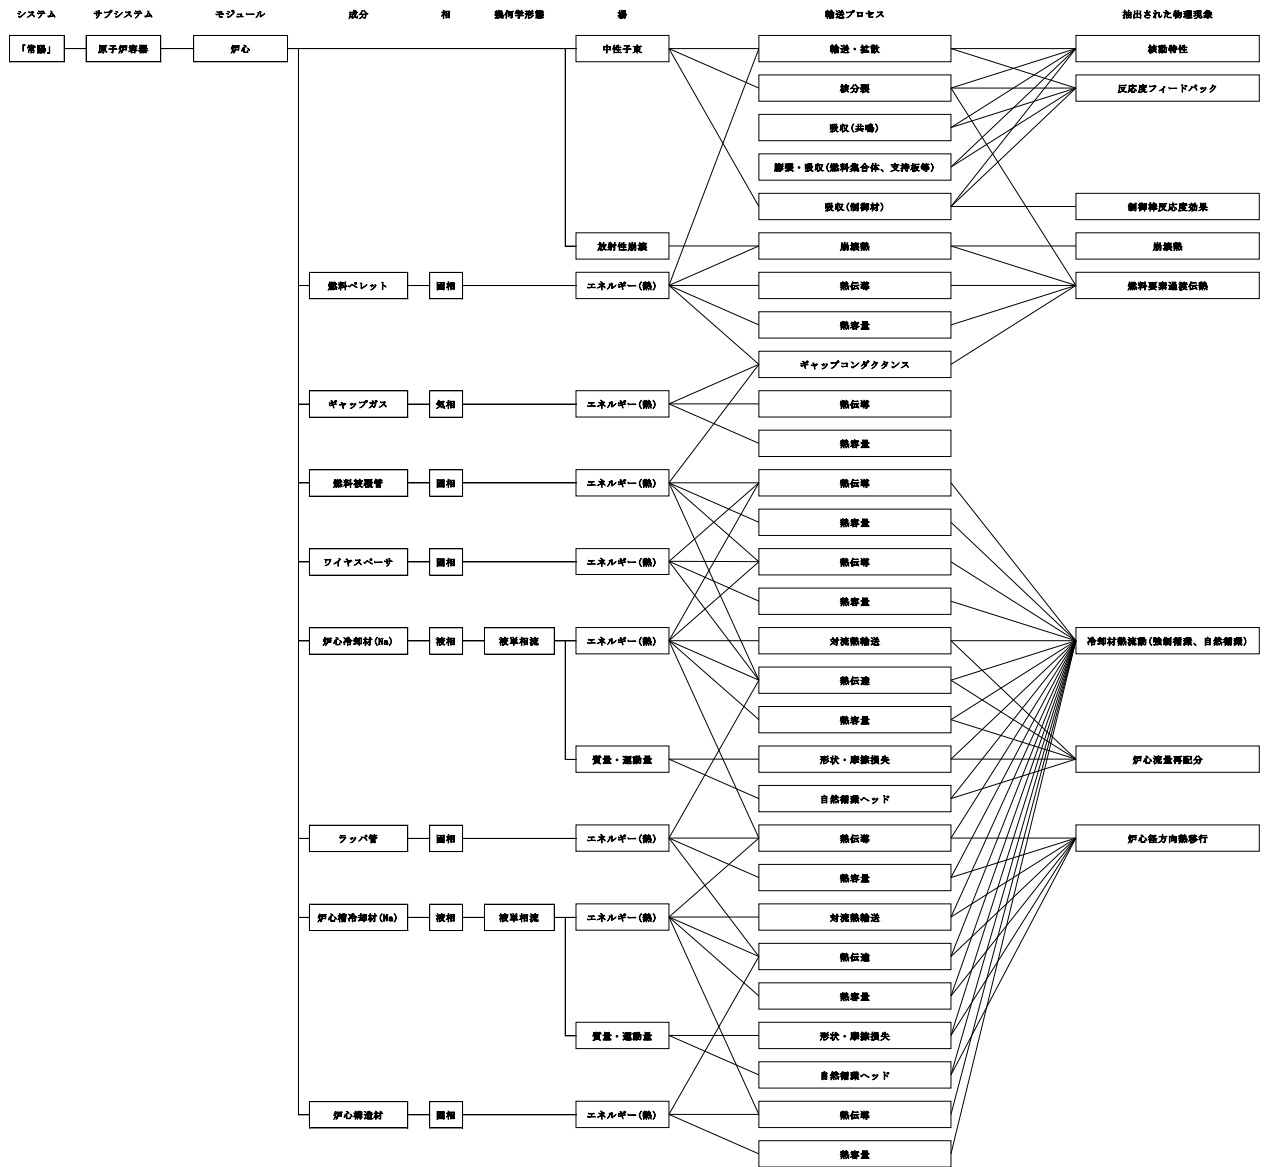 システム サブシステム モジュール 成分 相 幾何学形態 場 輸送プロセス 抽出された物理現象
「常陽」 原子炉容器 炉心 中性子束 輸送・拡散 核動特性
核分裂 反応度フィードバック
吸収(共鳴)
膨張・吸収(燃料集合体、支持板等)
吸収(制御材) 制御棒反応度効果
放射性崩壊 崩壊熱 崩壊熱
燃料ペレット 固相 エネルギー(熱) 熱伝導 燃料要素過渡伝熱
熱容量
ギャップコンダクタンス
ギャップガス 気相 エネルギー(熱) 熱伝導
熱容量
燃料被覆管 固相 エネルギー(熱) 熱伝導
熱容量
ワイヤスペーサ 固相 エネルギー(熱) 熱伝導
熱容量
炉心冷却材(Na) 液相 液単相流 エネルギー(熱) 対流熱輸送 冷却材熱流動(強制循環、自然循環)
熱伝達
熱容量
質量・運動量 形状・摩擦損失 炉心流量再配分
自然循環ヘッド
ラッパ管 固相 エネルギー(熱) 熱伝導 炉心径方向熱移行
熱容量
炉心槽冷却材(Na) 液相 液単相流 エネルギー(熱) 対流熱輸送
熱伝達
熱容量
質量・運動量 形状・摩擦損失
自然循環ヘッド
炉心構造材 固相 エネルギー(熱) 熱伝導
熱容量